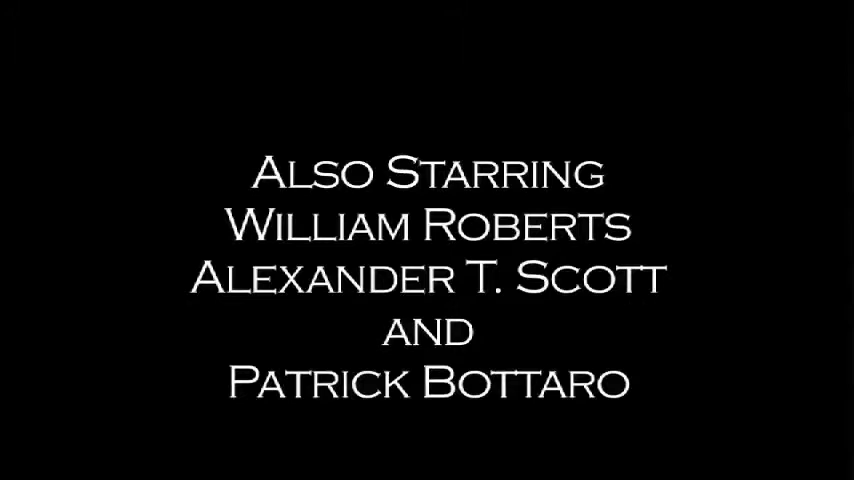 Also Starring
William Roberts
Alexander T. Scott
and
Patrick Bottaro